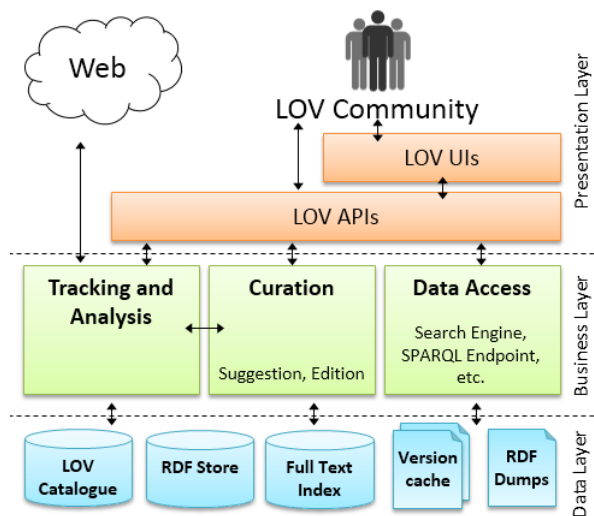 Web
LOV Community
LOV UIs
LOV APIs
Presentation Layer
Tracking and
Analysis
Curation
Suggestion, Edition
Data Access
Search Engine,
SPARQL Endpoint,
etc.
Business Layer
LOV
Catalogue
RDF Store
Full Text
Index
Version
cache
RDF
Dumps
Data Layer